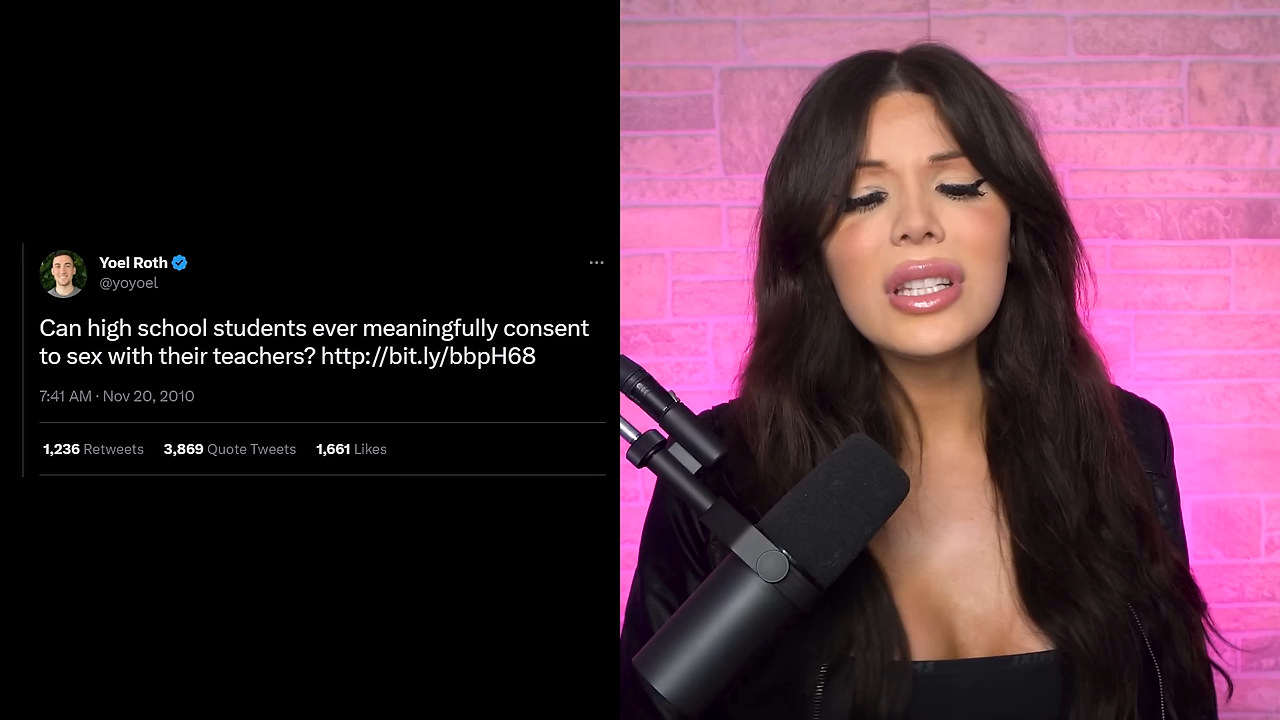 Yoel Roth
@yoyoel
Can high school students ever meaningfully consent
to sex with their teachers? http://bit.ly/bbpH68
7:41 AM · Nov 20, 2010
1,236 Retweets 3,869 Quote Tweets 1,661 Likes